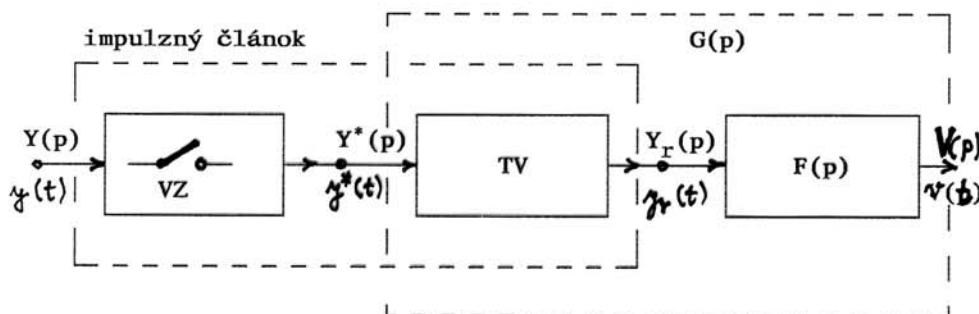 impulzný článok
G(p)
Y(p)
y(t)
VZ
Y*(p)
y*(t)
TV
Yr(p)
yr(t)
F(p)
V(p)
v(t)